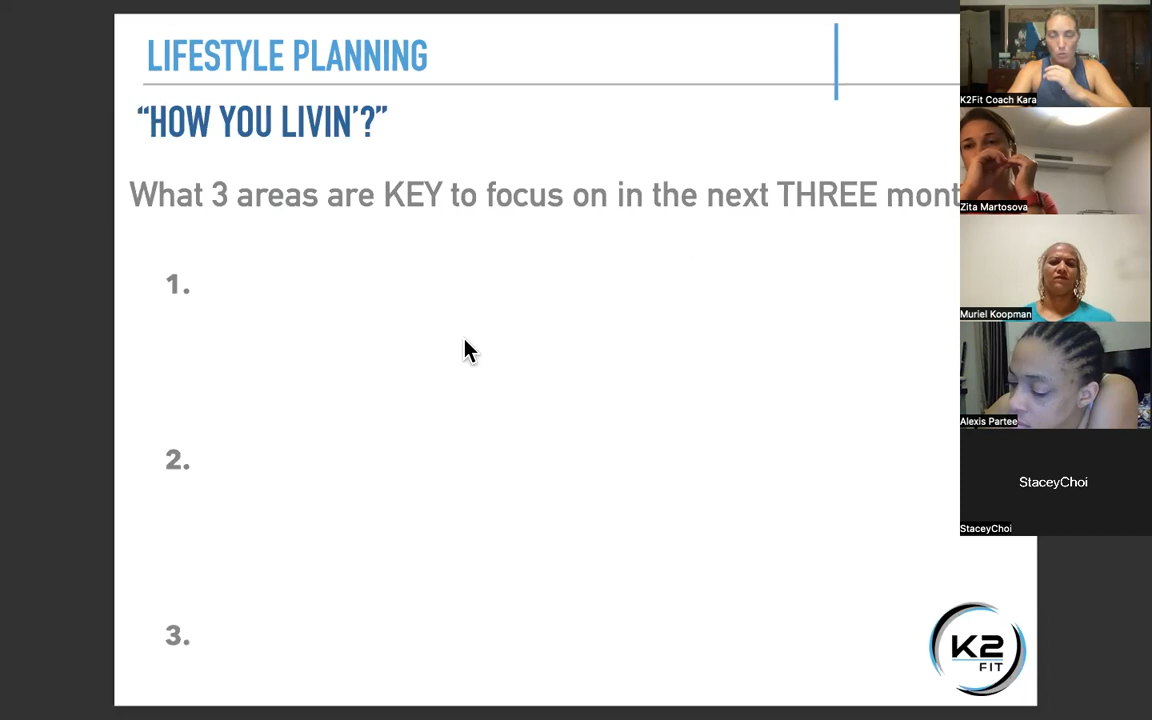 LIFESTYLE PLANNING
“HOW YOU LIVIN’?”
What 3 areas are KEY to focus on in the next THREE mont
1.
2.
3.
K2
FIT
K2Fit Coach Kara
Zita Martosova
Muriel Koopman
Alexis Partee
StaceyChoi
StaceyChoi